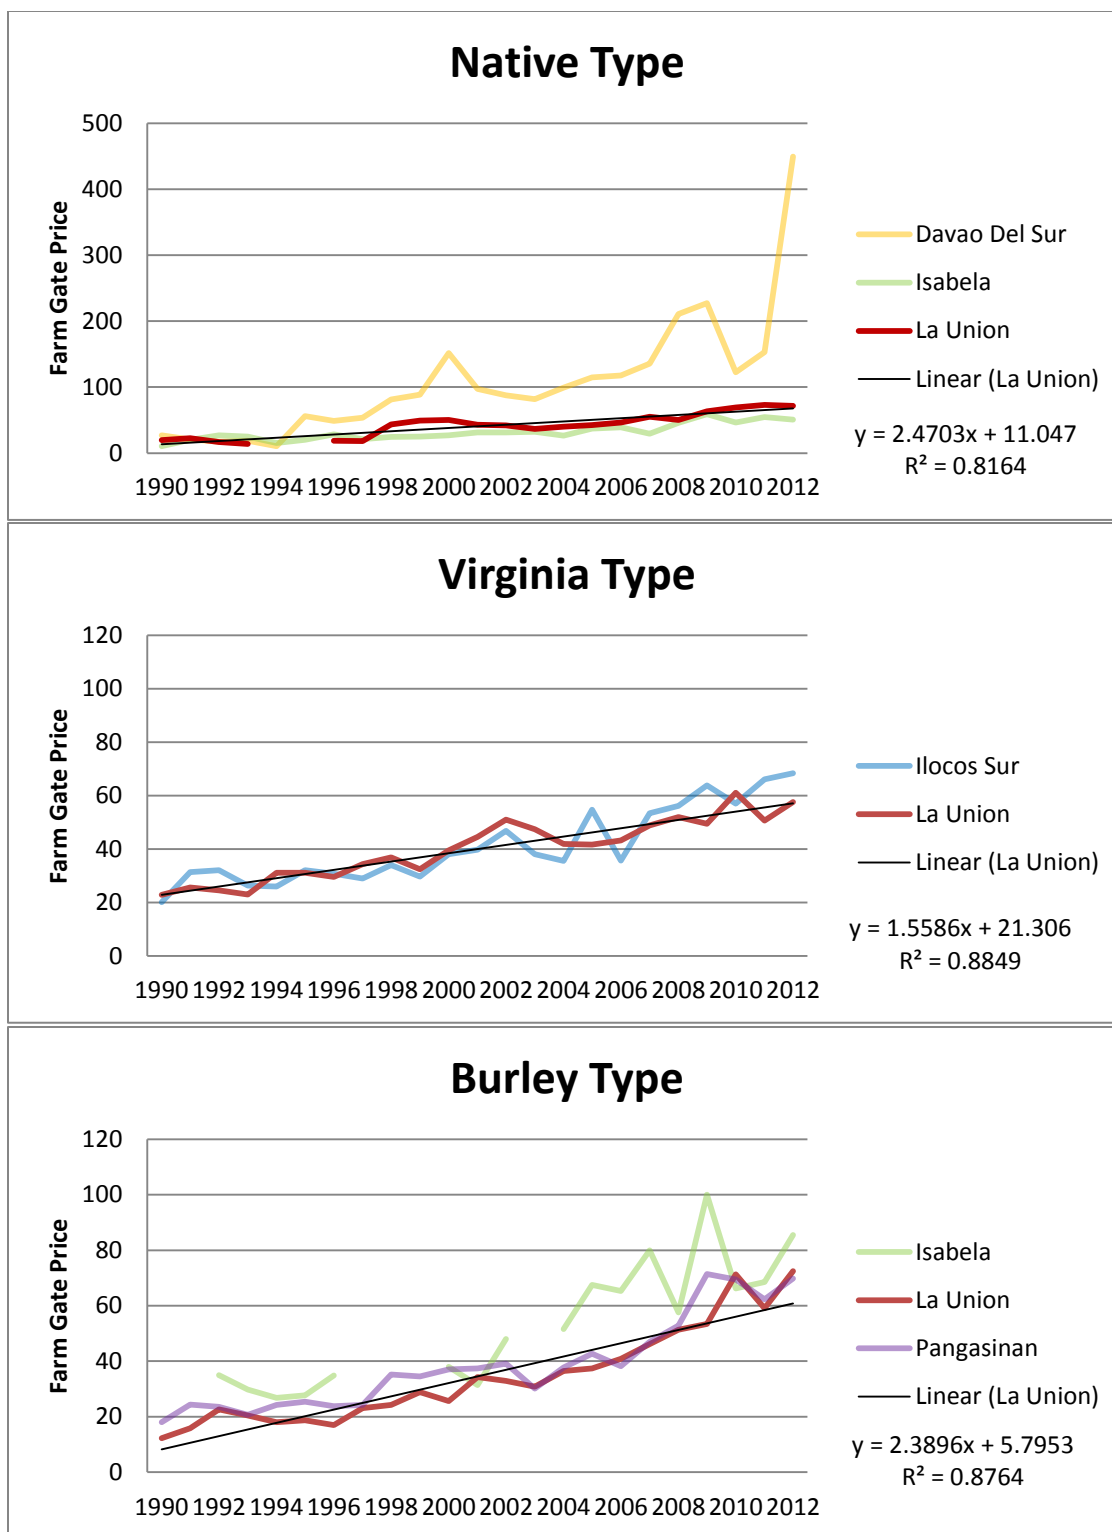 Native Type
500
400
300
200
100
0
Farm Gate Price
1990 1992 1994 1996 1998 2000 2002 2004 2006 2008 2010 2012
Davao Del Sur
Isabela
La Union
Linear (La Union)
y = 2.4703x + 11.047
R² = 0.8164
Virginia Type
120
100
80
60
40
20
0
Farm Gate Price
1990 1992 1994 1996 1998 2000 2002 2004 2006 2008 2010 2012
Ilocos Sur
La Union
Linear (La Union)
y = 1.5586x + 21.306
R² = 0.8849
Burley Type
120
100
80
60
40
20
0
Farm Gate Price
1990 1992 1994 1996 1998 2000 2002 2004 2006 2008 2010 2012
Isabela
La Union
Pangasinan
Linear (La Union)
y = 2.3896x + 5.7953
R² = 0.8764